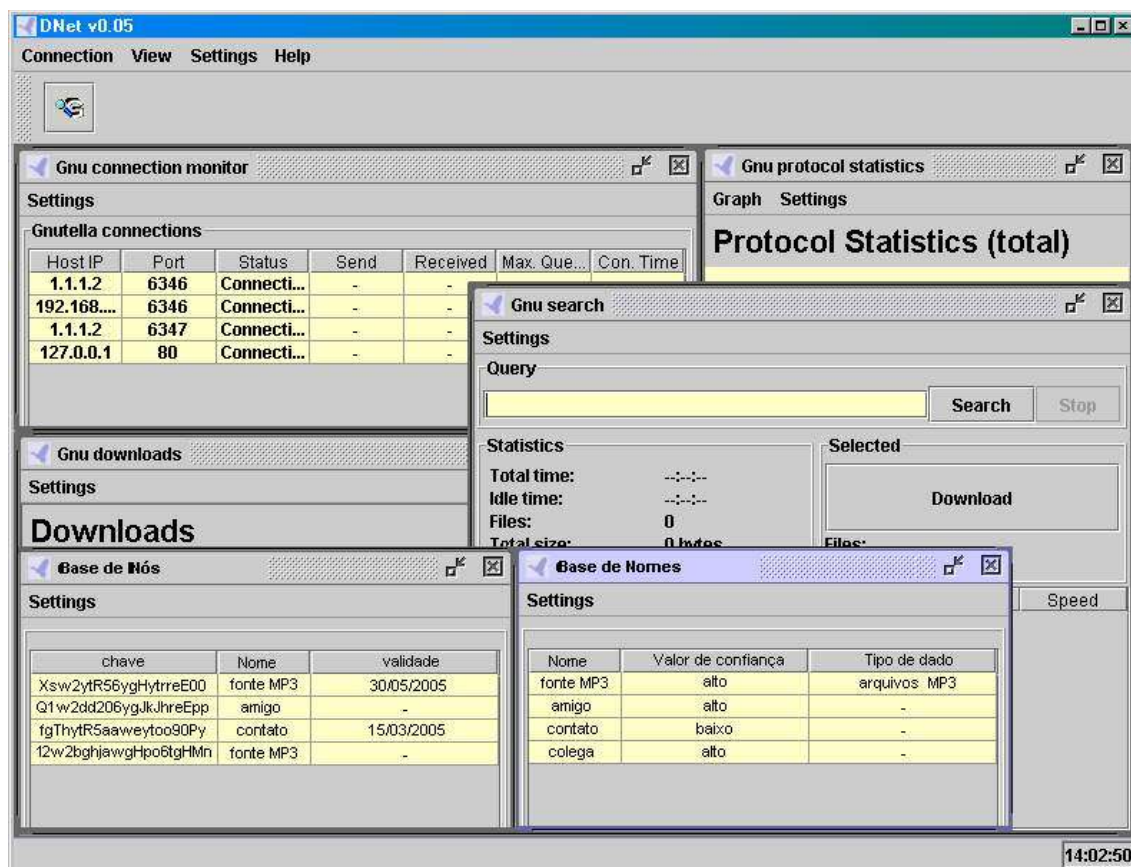 DNet v0.05
Connection View Settings Help
Gnu connection monitor
Settings
Gnutella connections
Host IP Port Status Send Received Max. Que... Con. Time
1.1.1.2 6346 Connecti... - -
192.168.... 6346 Connecti... - -
1.1.1.2 6347 Connecti... - -
127.0.0.1 80 Connecti... - -
Gnu protocol statistics
Graph Settings
Protocol Statistics (total)
Gnu search
Settings
Query
Search Stop
Statistics
Total time: --:--:--
Idle time: --:--:--
Files: 0
Total size: 0 bytes
Selected
Download
Files:
Speed
Gnu downloads
Settings
Downloads
Base de Nós
Settings
chave Nome validade
Xsw2ytR56ygHytrreE00 fonte MP3 30/05/2005
Q1w2dd206ygJkJhreEpp amigo -
fgThytR5aaweytoo90Py contato 15/03/2005
12w2bghjawgHpo6tgHMn fonte MP3 -
Base de Nomes
Settings
Nome Valor de confiança Tipo de dado
fonte MP3 alto arquivos MP3
amigo alto -
contato baixo -
colega alto -
14:02:50